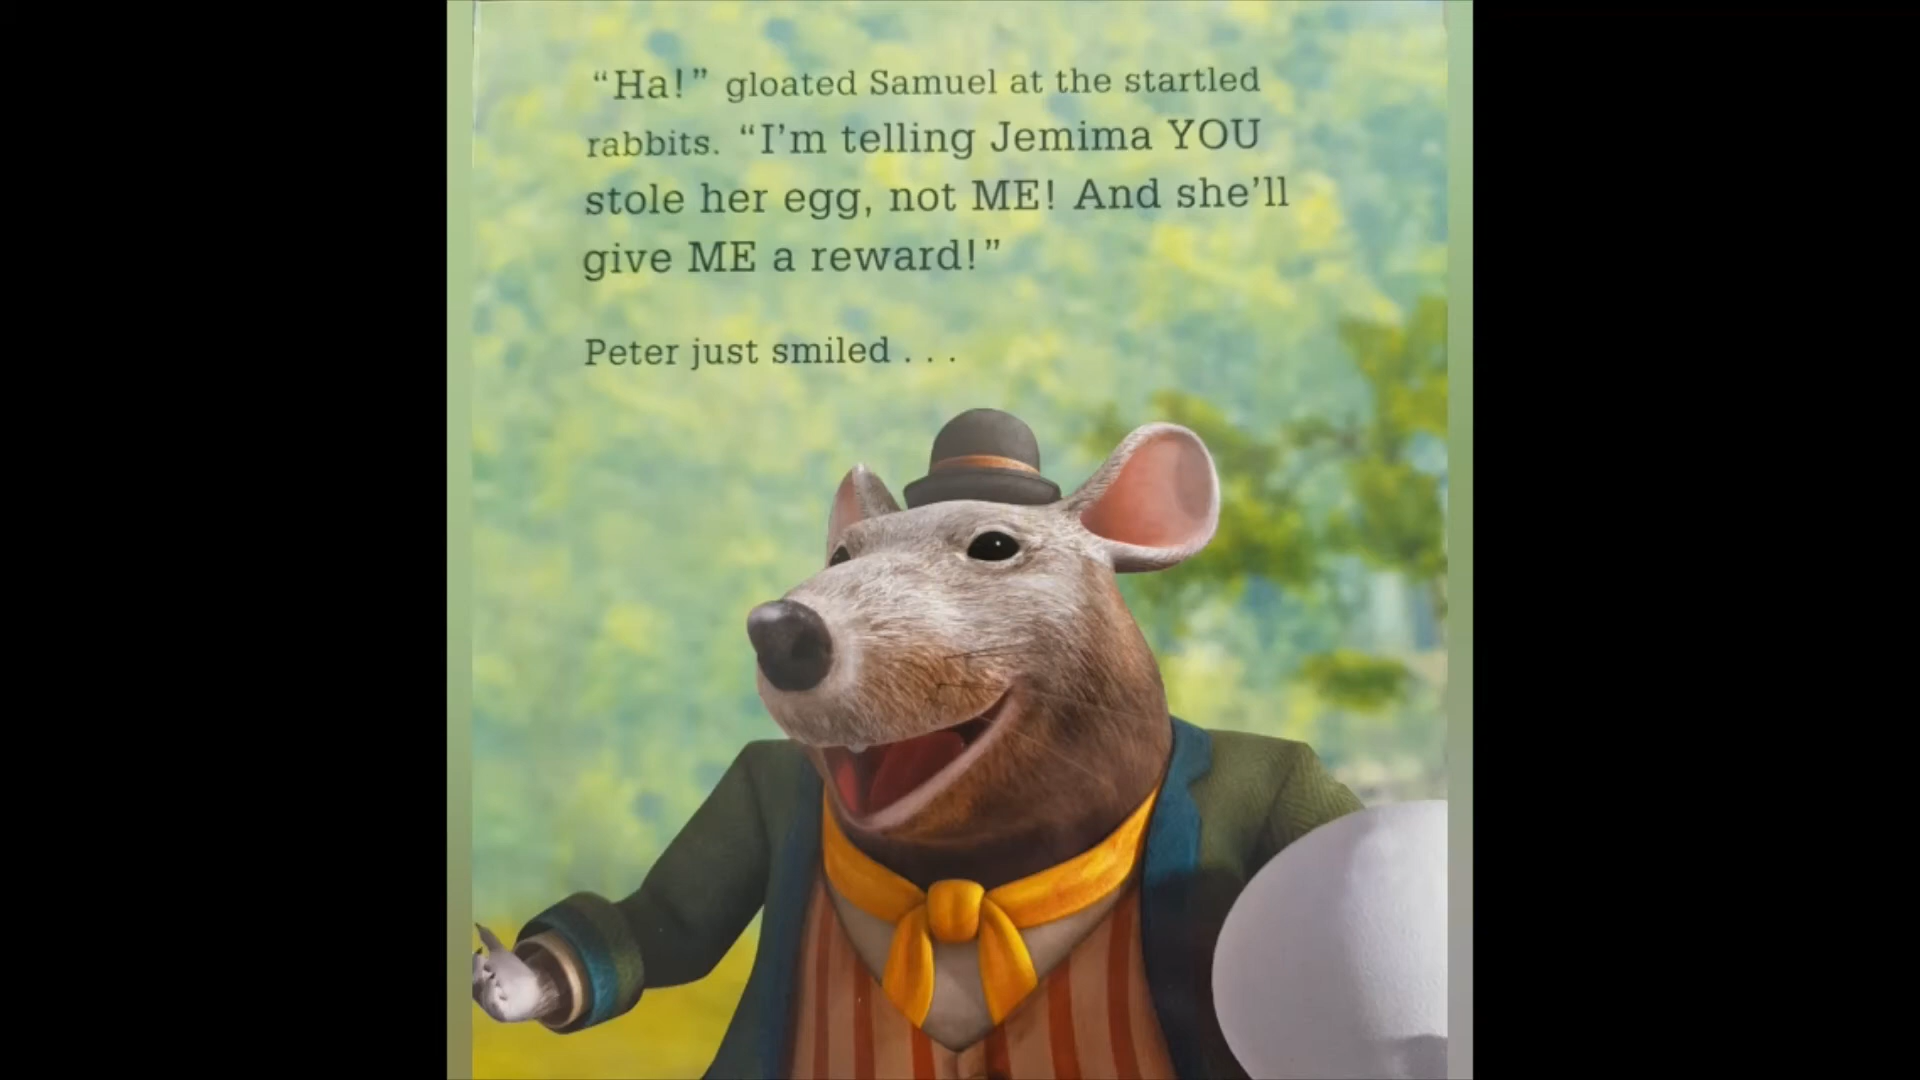 “Ha!” gloated Samuel at the startled
rabbits. “I’m telling Jemima YOU
stole her egg, not ME! And she’ll
give ME a reward!”
Peter just smiled . . .